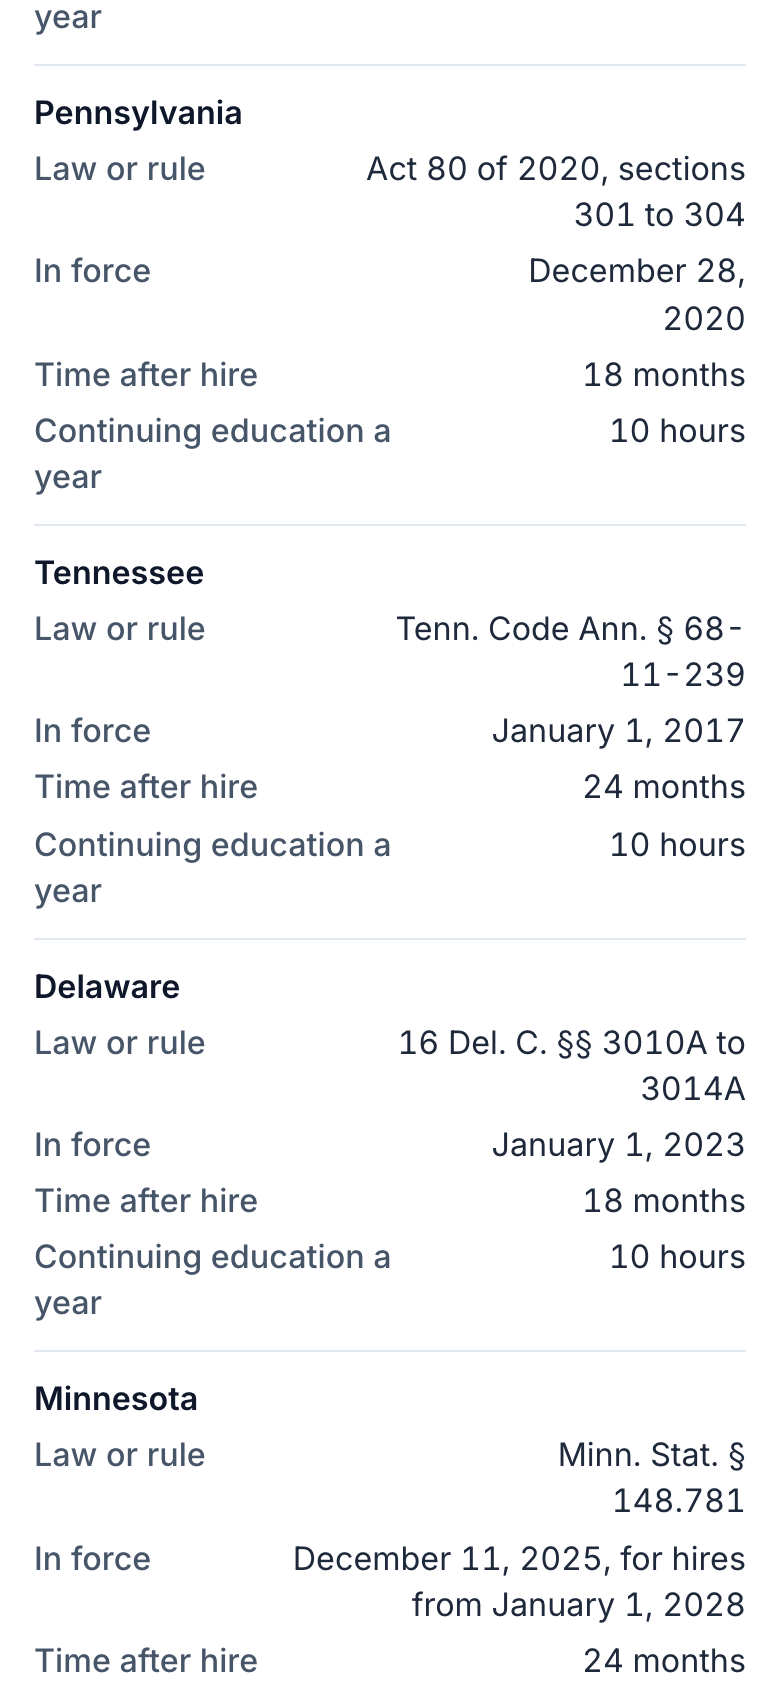 year
Pennsylvania
Law or rule Act 80 of 2020, sections
301 to 304
In force December 28,
2020
Time after hire 18 months
Continuing education a 10 hours
year
Tennessee
Law or rule Tenn. Code Ann. § 68-
11-239
In force January 1, 2017
Time after hire 24 months
Continuing education a 10 hours
year
Delaware
Law or rule 16 Del. C. §§ 3010A to
3014A
In force January 1, 2023
Time after hire 18 months
Continuing education a 10 hours
year
Minnesota
Law or rule Minn. Stat. §
148.781
In force December 11, 2025, for hires
from January 1, 2028
Time after hire 24 months